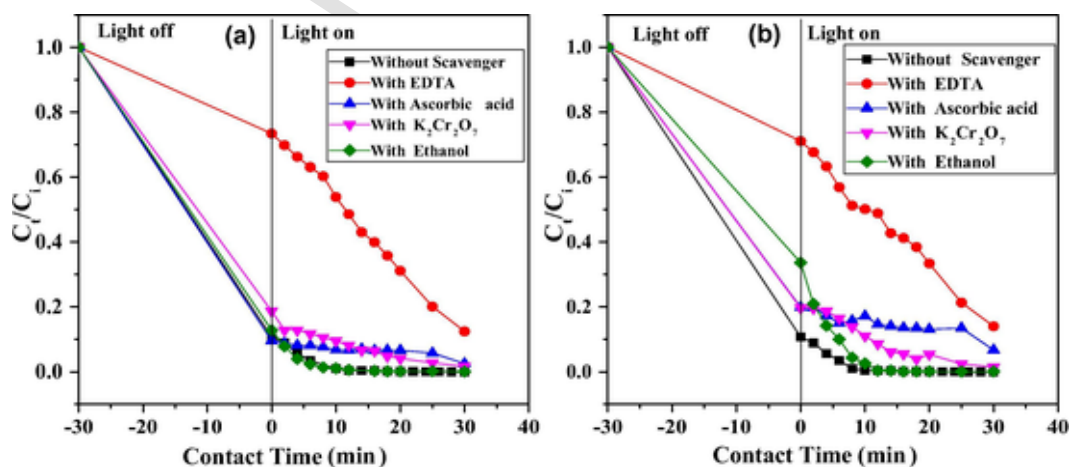 Light off
(a)
Light on
Without Scavenger
With EDTA
With Ascorbic acid
With K₂Cr₂O₇
With Ethanol
Cₜ/Cᵢ
1.0
0.8
0.6
0.4
0.2
0.0
-30
-20
-10
0
10
20
30
40
Contact Time (min)
Light off
(b)
Light on
Without Scavenger
With EDTA
With Ascorbic acid
With K₂Cr₂O₇
With Ethanol
Cₜ/Cᵢ
1.0
0.8
0.6
0.4
0.2
0.0
-30
-20
-10
0
10
20
30
40
Contact Time (min)